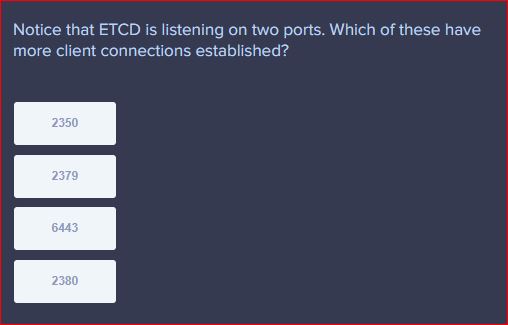 Notice that ETCD is listening on two ports. Which of these have
more client connections established?
2350
2379
6443
2380